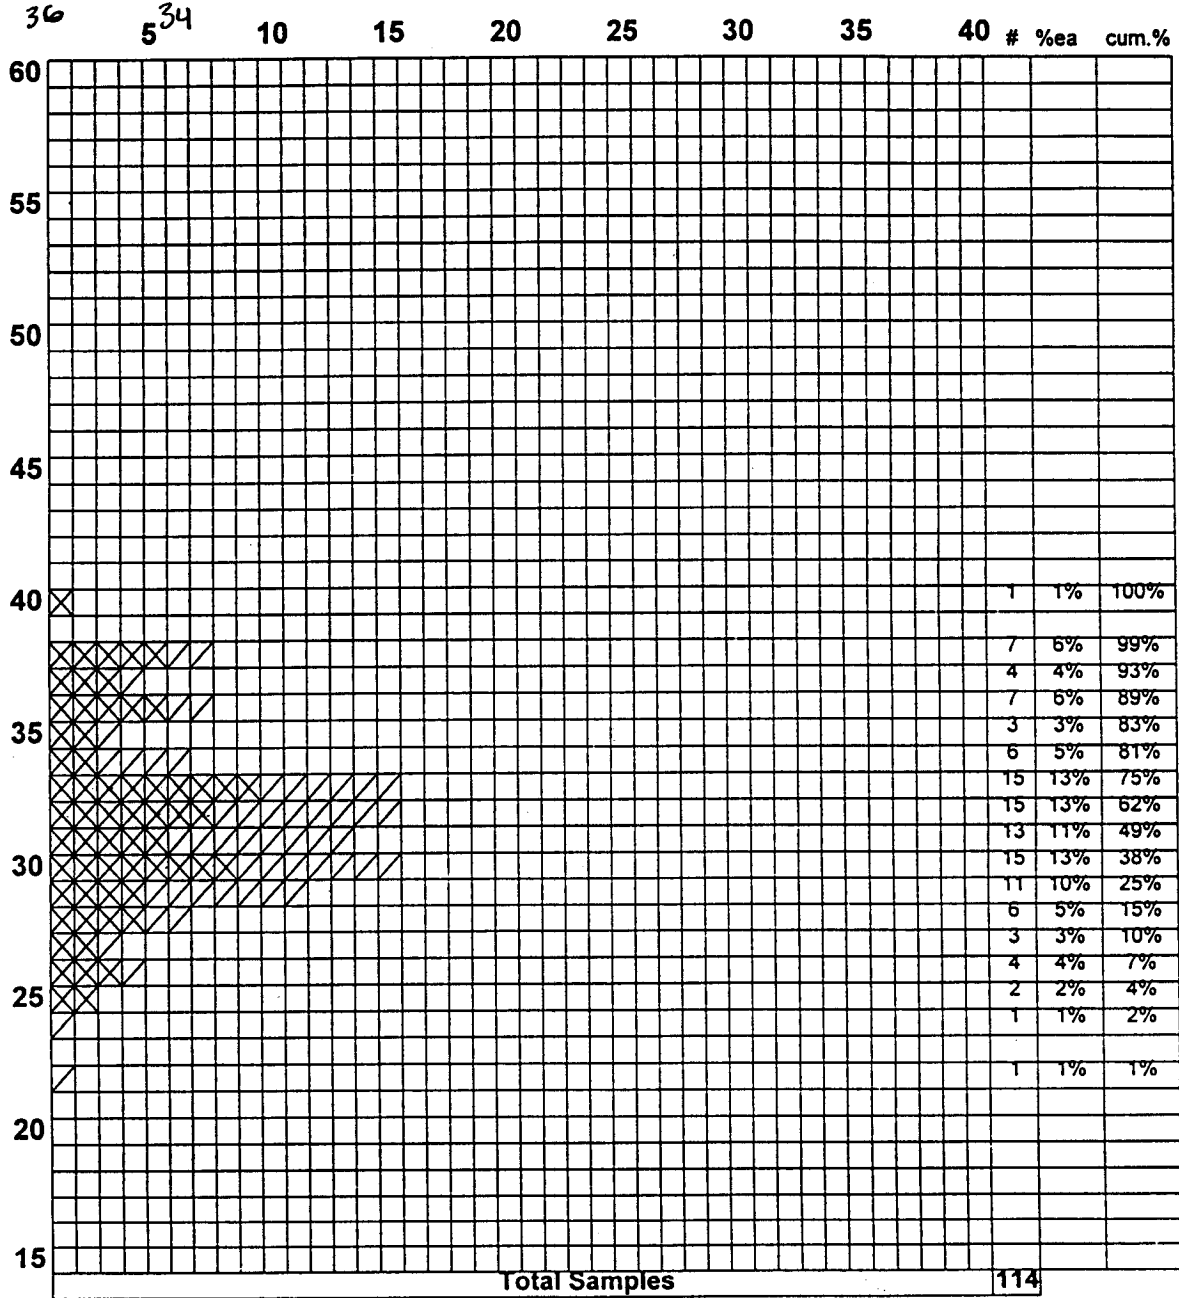 36 34
5 10 15 20 25 30 35 40 # %ea cum.%
60
55
50
45
40 1 1% 100%
7 6% 99%
4 4% 93%
7 6% 89%
35 3 3% 83%
6 5% 81%
15 13% 75%
15 13% 62%
13 11% 49%
30 15 13% 38%
11 10% 25%
6 5% 15%
3 3% 10%
4 4% 7%
25 2 2% 4%
1 1% 2%
1 1% 1%
20
15
Total Samples 114